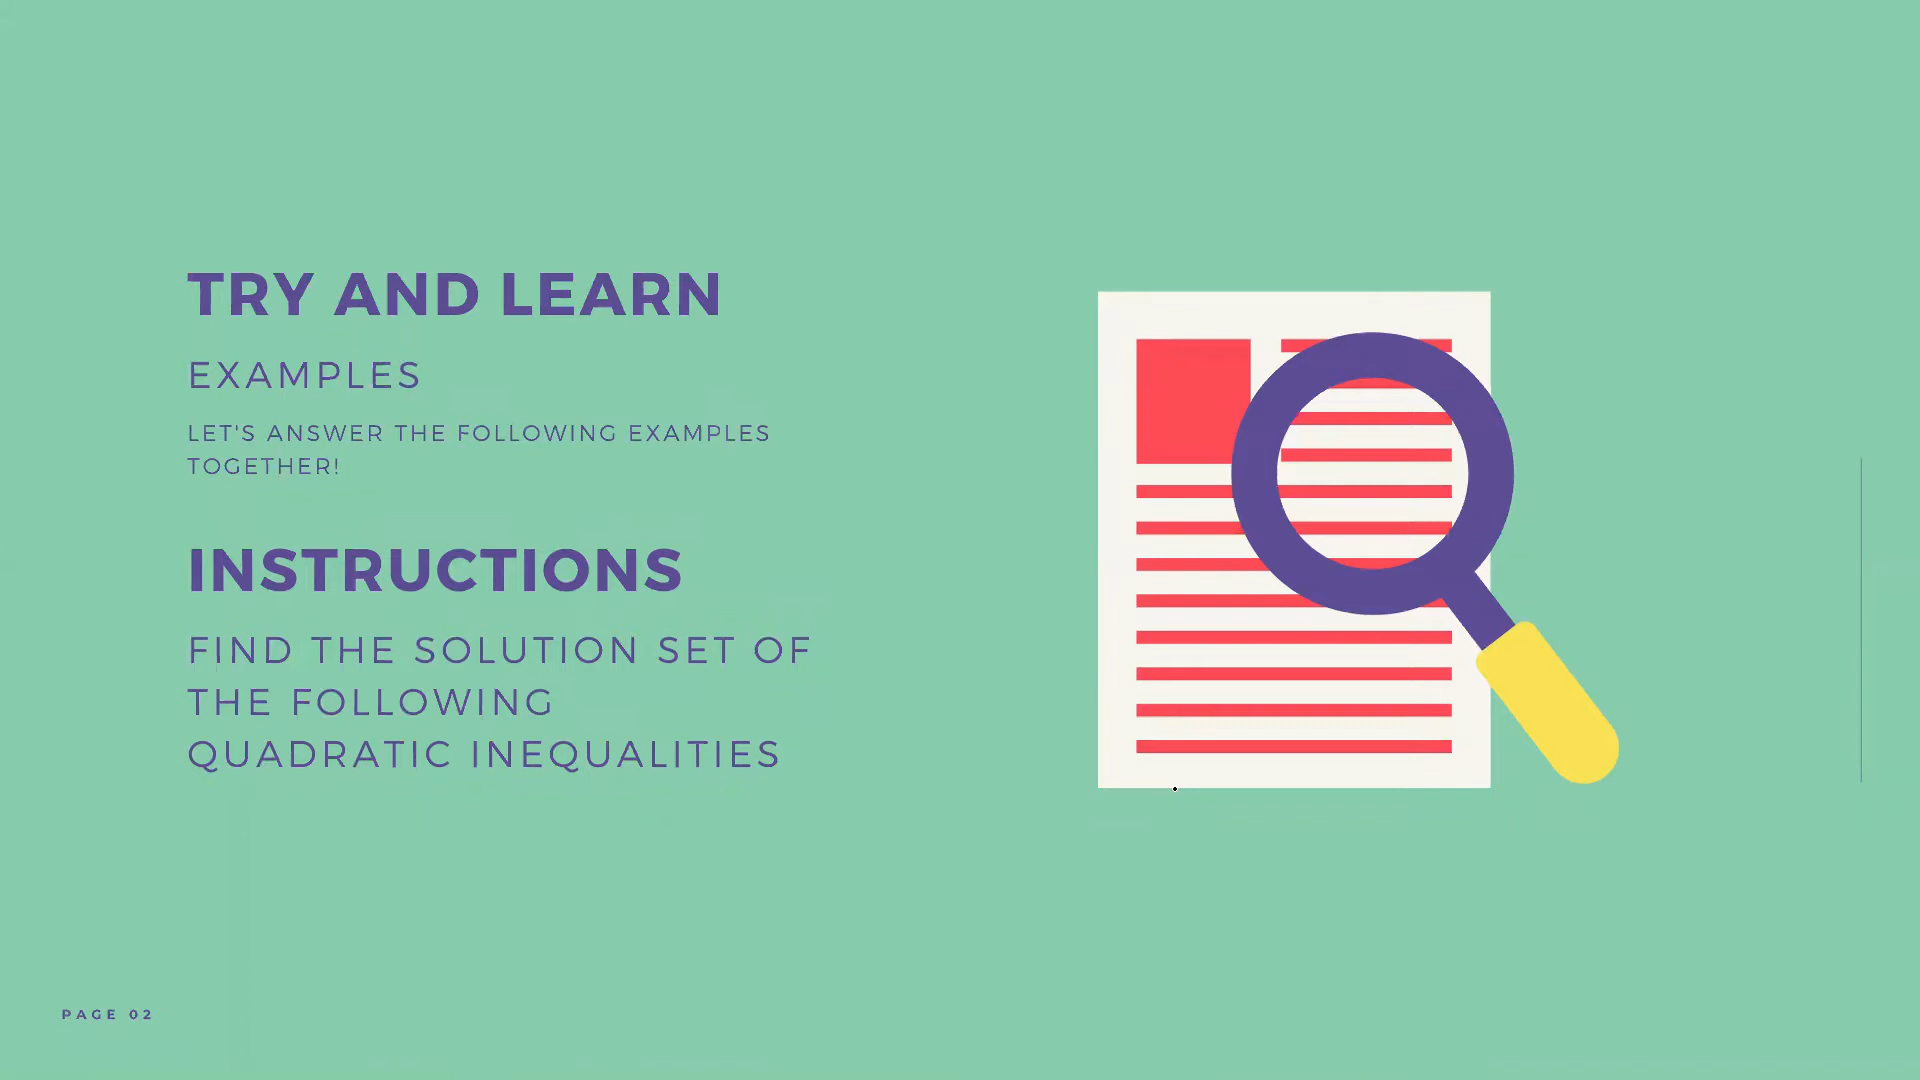 TRY AND LEARN
EXAMPLES
LET'S ANSWER THE FOLLOWING EXAMPLES
TOGETHER!
INSTRUCTIONS
FIND THE SOLUTION SET OF
THE FOLLOWING
QUADRATIC INEQUALITIES
PAGE 02